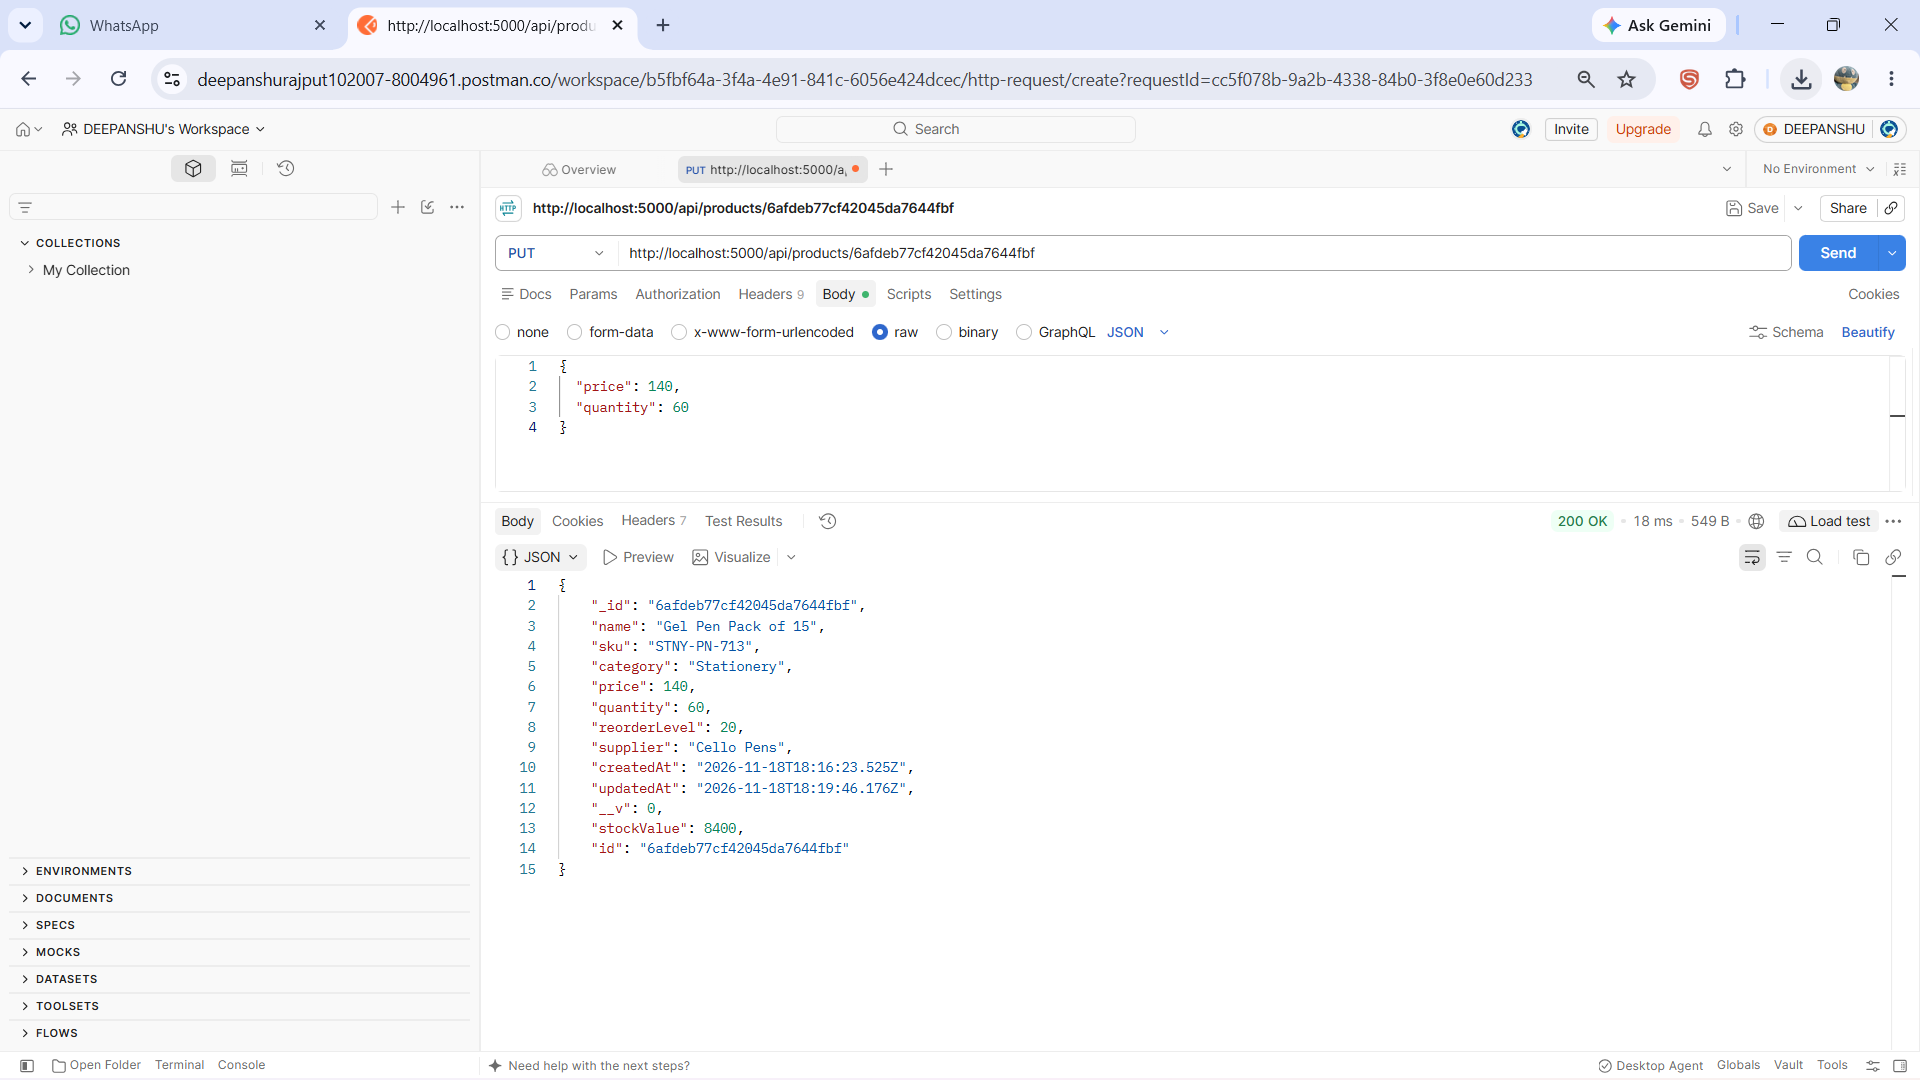 WhatsApp
http://localhost:5000/api/produ
Ask Gemini
deepanshurajput102007-8004961.postman.co/workspace/b5fbf64a-3f4a-4e91-841c-6056e424dcec/http-request/create?requestId=cc5f078b-9a2b-4338-84b0-3f8e0e60d233
DEEPANSHU's Workspace
Search
Invite
Upgrade
DEEPANSHU
Overview
PUT http://localhost:5000/a
No Environment
COLLECTIONS
My Collection
HTTP
http://localhost:5000/api/products/6afdeb77cf42045da7644fbf
Save
Share
PUT
http://localhost:5000/api/products/6afdeb77cf42045da7644fbf
Send
Docs Params Authorization Headers 9 Body Scripts Settings
Cookies
none form-data x-www-form-urlencoded raw binary GraphQL JSON
Schema Beautify
1 {
2 "price": 140,
3 "quantity": 60
4 }
Body Cookies Headers 7 Test Results
200 OK 18 ms 549 B Load test
{} JSON Preview Visualize
1 {
2 "_id": "6afdeb77cf42045da7644fbf",
3 "name": "Gel Pen Pack of 15",
4 "sku": "STNY-PN-713",
5 "category": "Stationery",
6 "price": 140,
7 "quantity": 60,
8 "reorderLevel": 20,
9 "supplier": "Cello Pens",
10 "createdAt": "2026-11-18T18:16:23.525Z",
11 "updatedAt": "2026-11-18T18:19:46.176Z",
12 "__v": 0,
13 "stockValue": 8400,
14 "id": "6afdeb77cf42045da7644fbf"
15 }
ENVIRONMENTS
DOCUMENTS
SPECS
MOCKS
DATASETS
TOOLSETS
FLOWS
Open Folder Terminal Console
Need help with the next steps?
Desktop Agent Globals Vault Tools